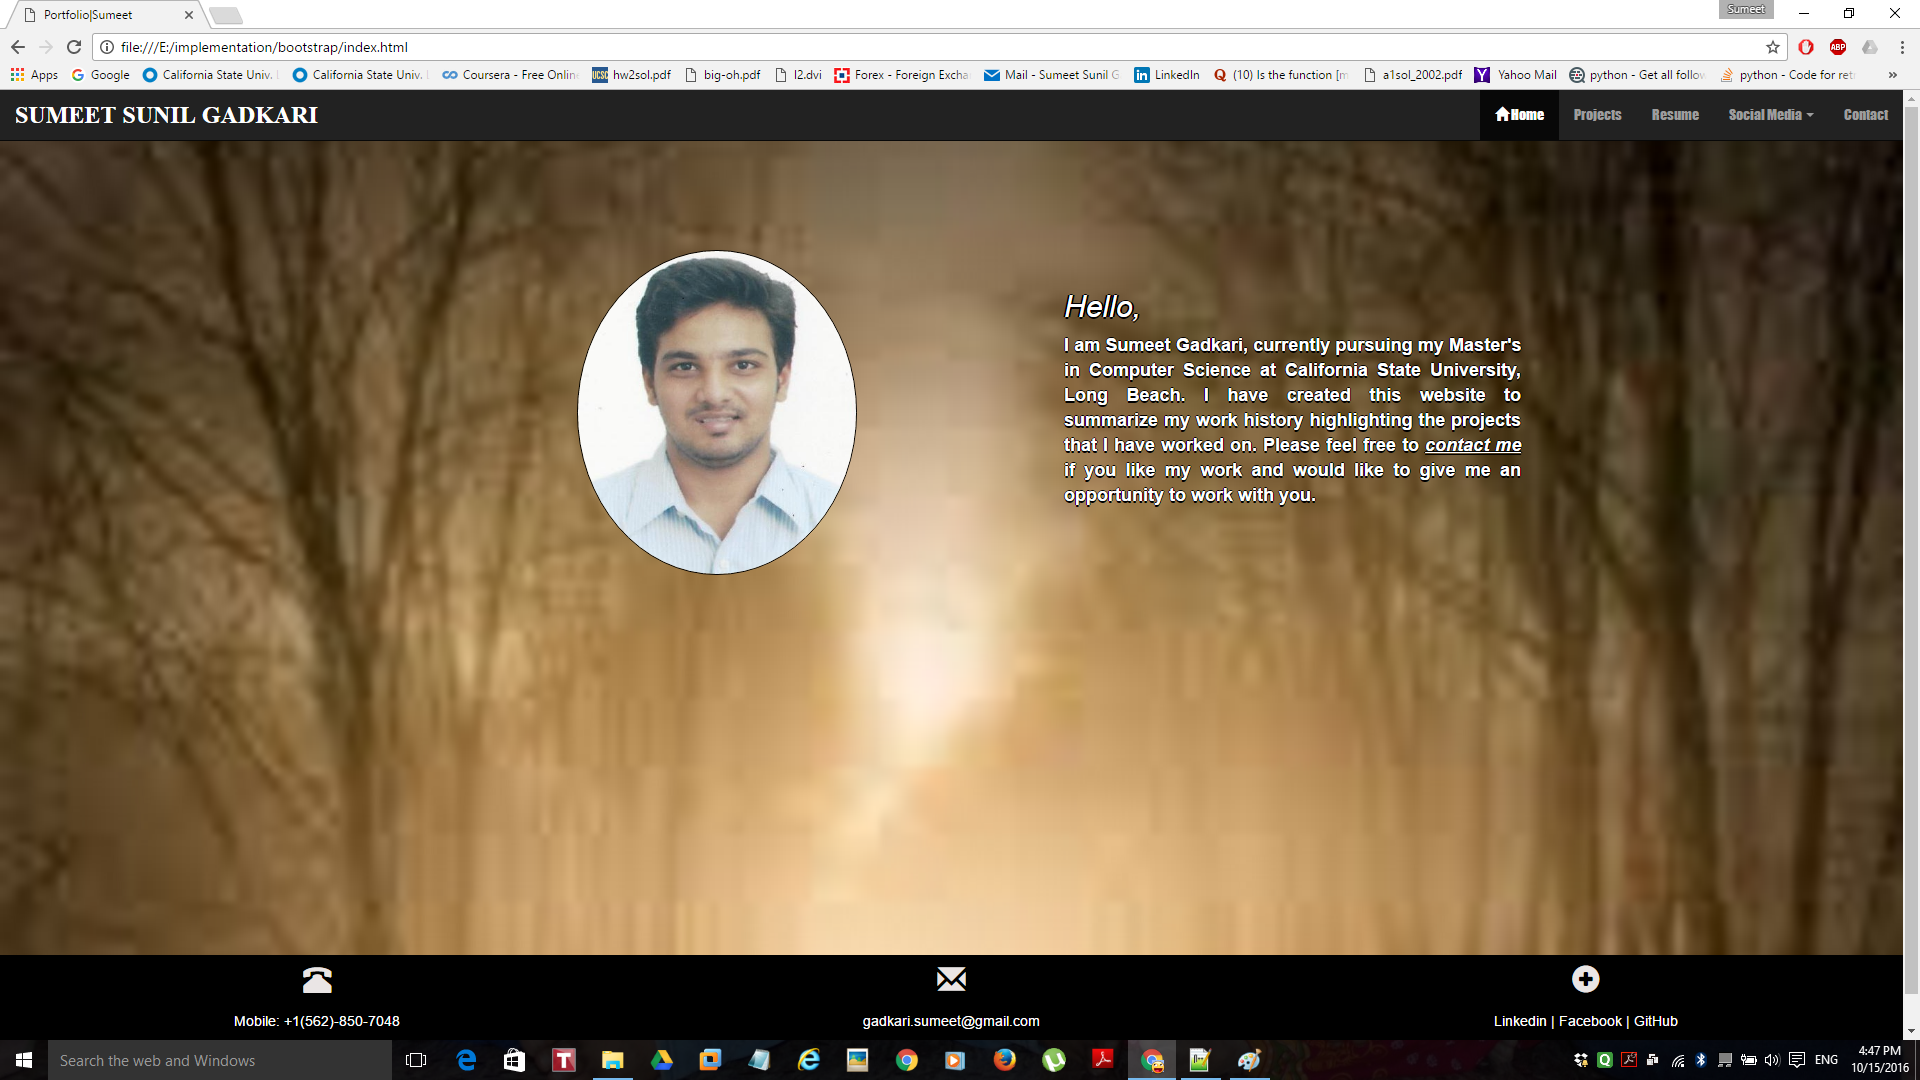 Portfolio|Sumeet
Sumeet
file:///E:/implementation/bootstrap/index.html
Apps Google California State Univ. California State Univ. Coursera - Free Online UCSC hw2sol.pdf big-oh.pdf l2.dvi Forex - Foreign Excha Mail - Sumeet Sunil G LinkedIn (10) Is the function [m a1sol_2002.pdf Yahoo Mail python - Get all follow python - Code for ret »
SUMEET SUNIL GADKARI
Home Projects Resume Social Media Contact
Hello,
I am Sumeet Gadkari, currently pursuing my Master's
in Computer Science at California State University,
Long Beach. I have created this website to
summarize my work history highlighting the projects
that I have worked on. Please feel free to contact me
if you like my work and would like to give me an
opportunity to work with you.
Mobile: +1(562)-850-7048
gadkari.sumeet@gmail.com
Linkedin | Facebook | GitHub
Search the web and Windows
ENG
4:47 PM
10/15/2016